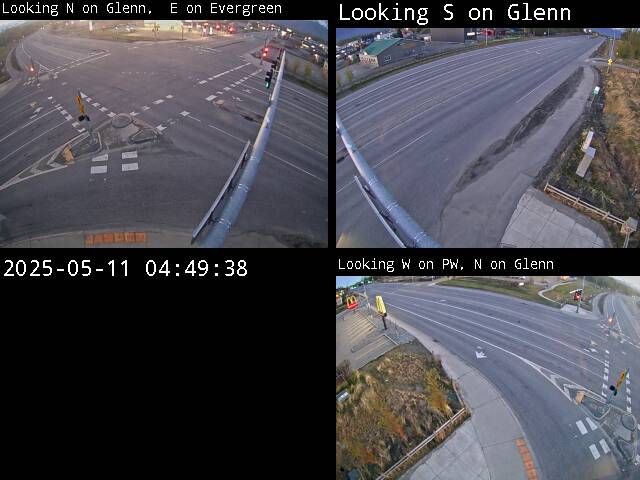 Looking N on Glenn,  E on Evergreen
Looking S on Glenn
2025-05-11 04:49:38
Looking W on PW, N on Glenn